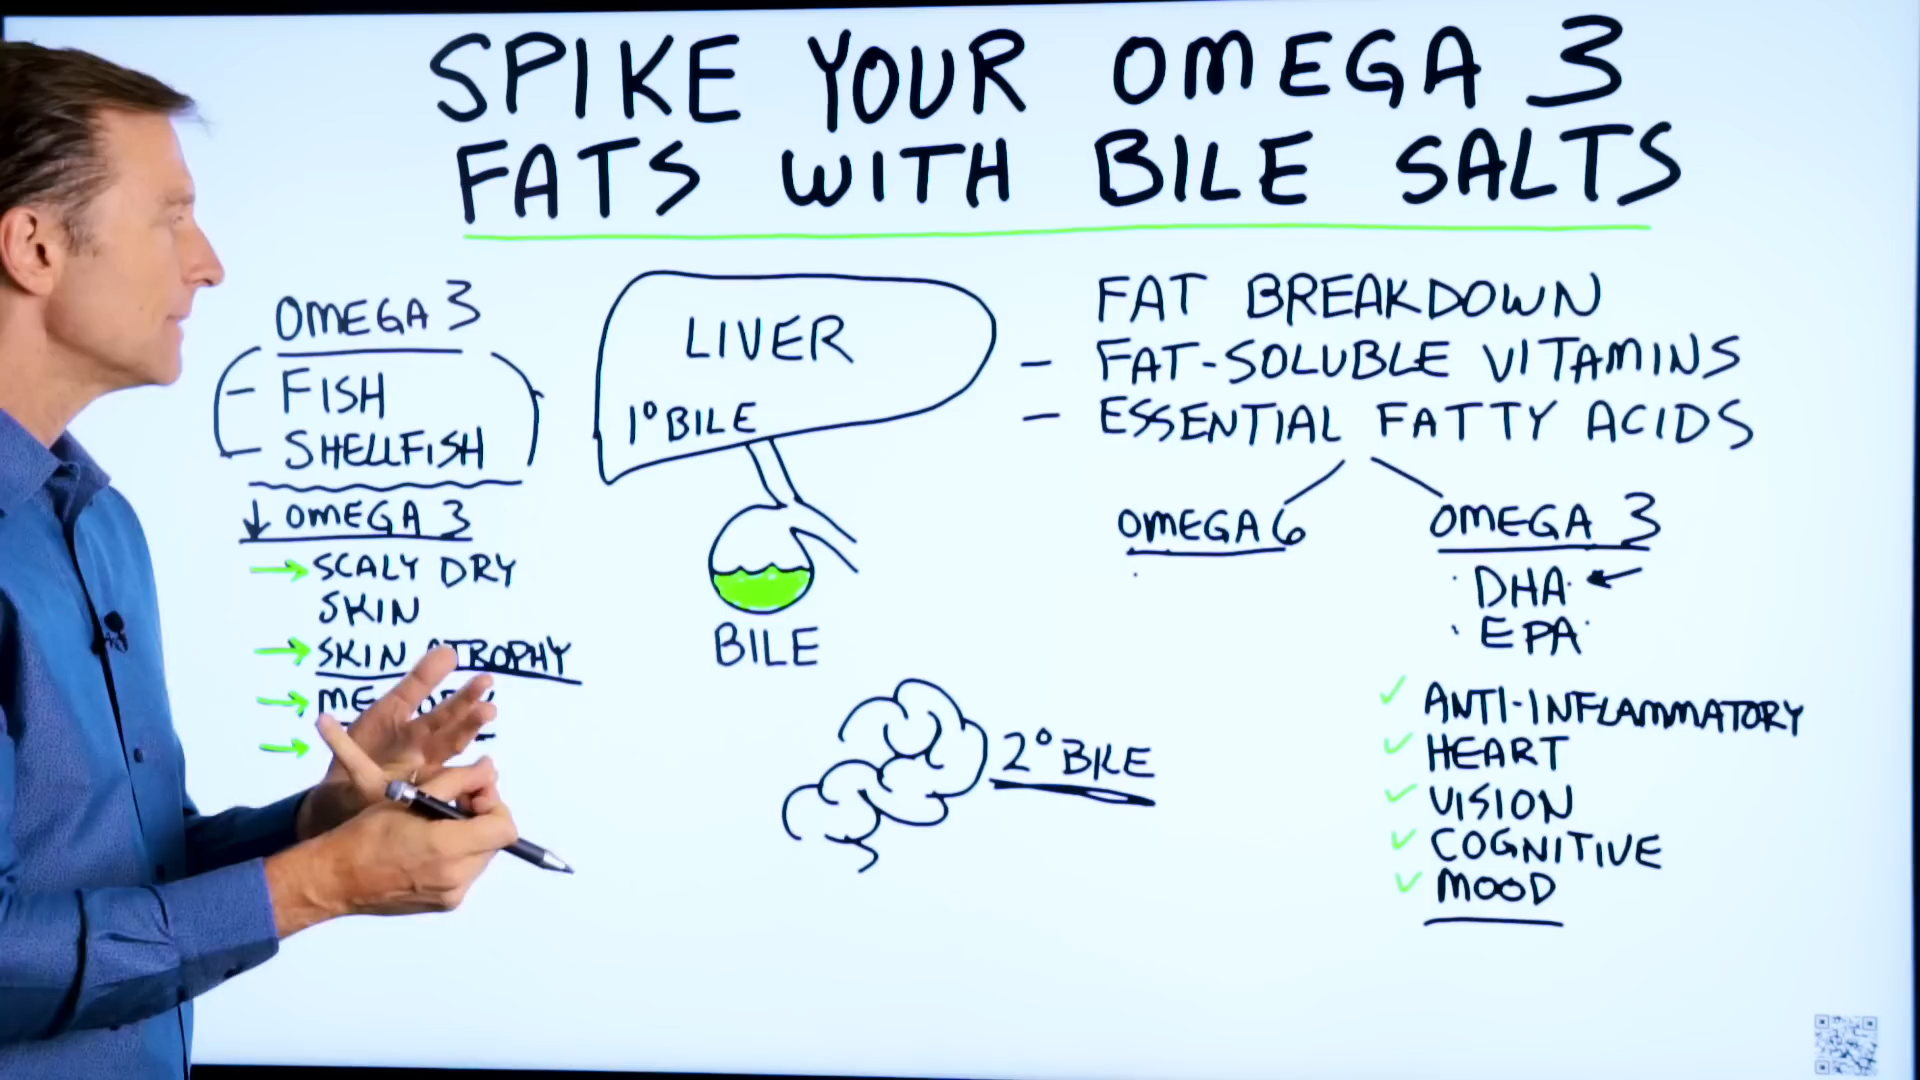 SPIKE YOUR OMEGA 3
FATS WITH BILE SALTS
OMEGA 3
- FISH
- SHELLFISH
↓ OMEGA 3
→ SCALY DRY
SKIN
→ SKIN ATROPHY
→
→
LIVER
1° BILE
BILE
2° BILE
FAT BREAKDOWN
- FAT-SOLUBLE VITAMINS
- ESSENTIAL FATTY ACIDS
OMEGA 6
OMEGA 3
· DHA ←
· EPA
✓ ANTI-INFLAMMATORY
✓ HEART
✓ VISION
✓ COGNITIVE
✓ MOOD